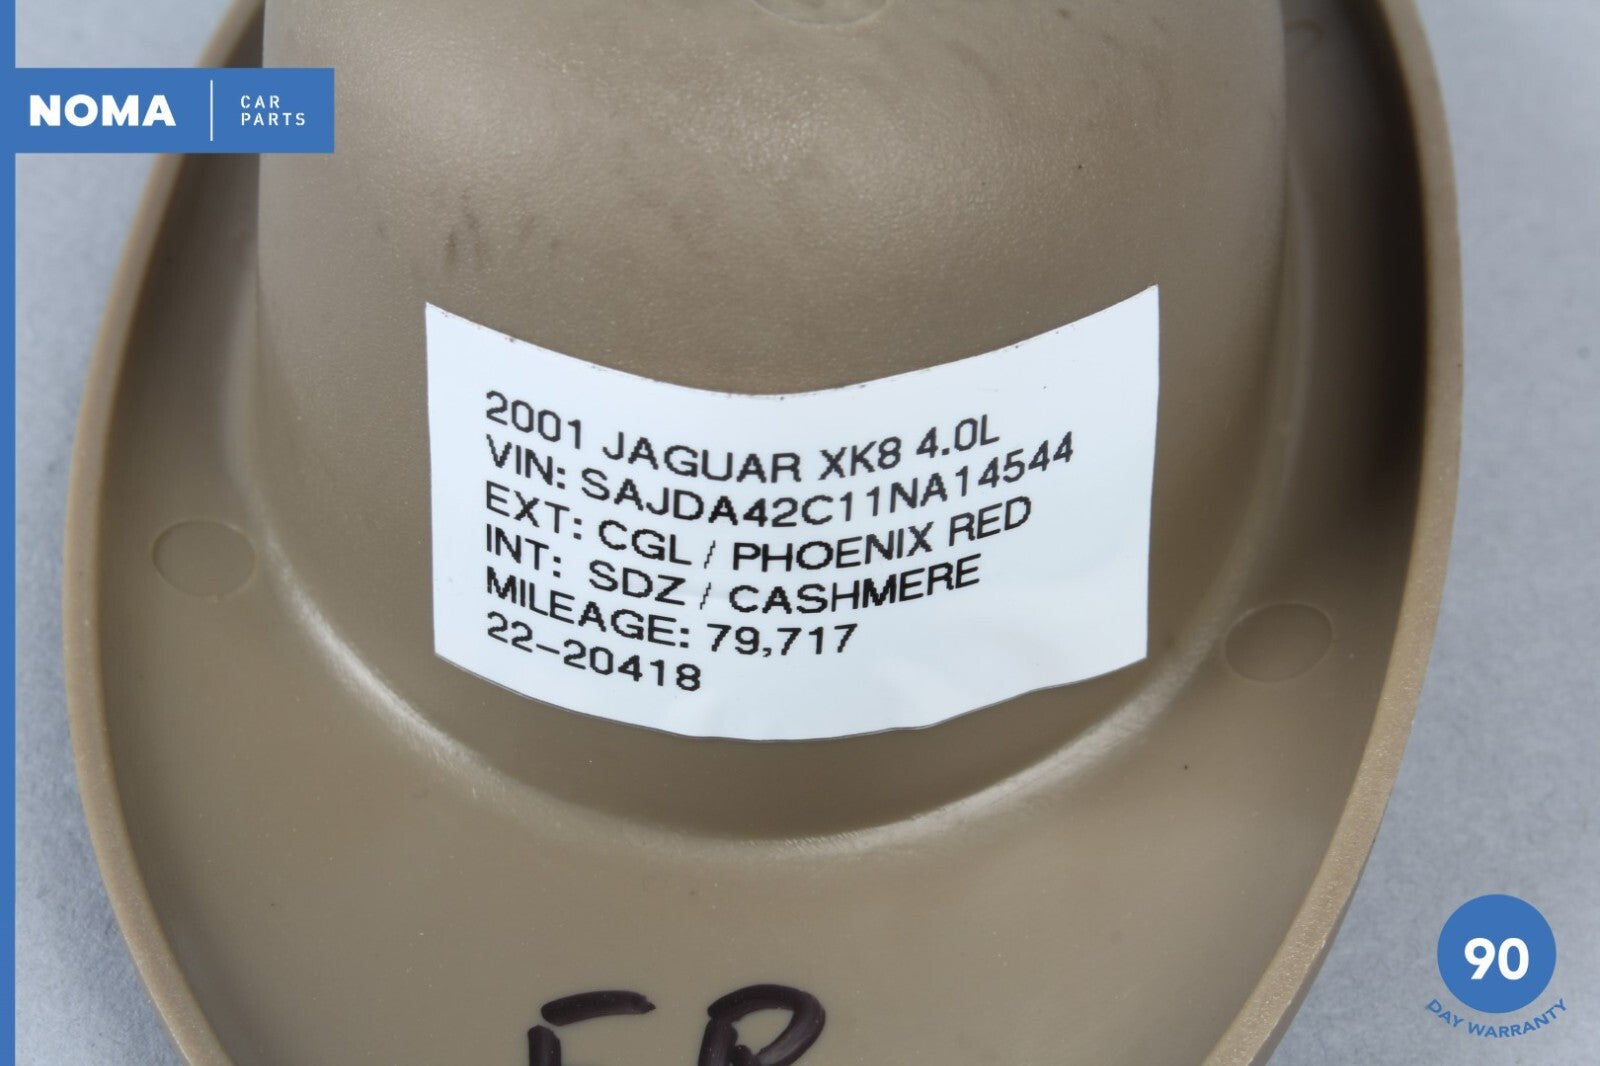 NOMA
CAR
PARTS
2001 JAGUAR XK8 4.0L
VIN: SAJDA42C11NA14544
EXT: CGL / PHOENIX RED
INT: SDZ / CASHMERE
MILEAGE: 79,717
22-20418
FR
90
DAY WARRANTY